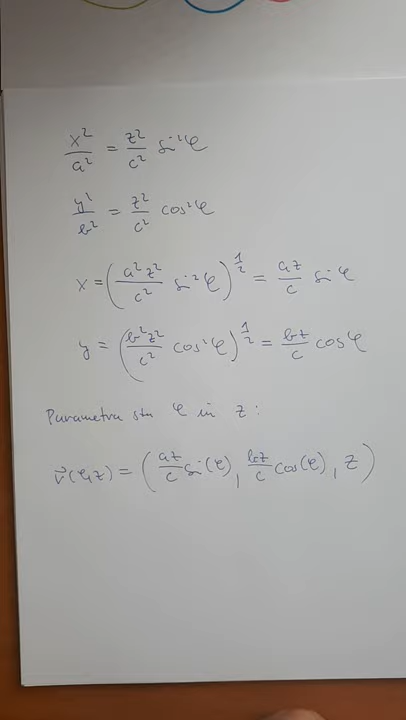 x²/a² = z²/c² sin²φ
y²/b² = z²/c² cos²φ
x = (a²z²/c² sin²φ)^(1/2) = az/c sin φ
y = (b²z²/c² cos²φ)^(1/2) = bz/c cos φ
Parametra sta φ in z :
r⃗(φ,z) = (az/c sin(φ), bz/c cos(φ), z)